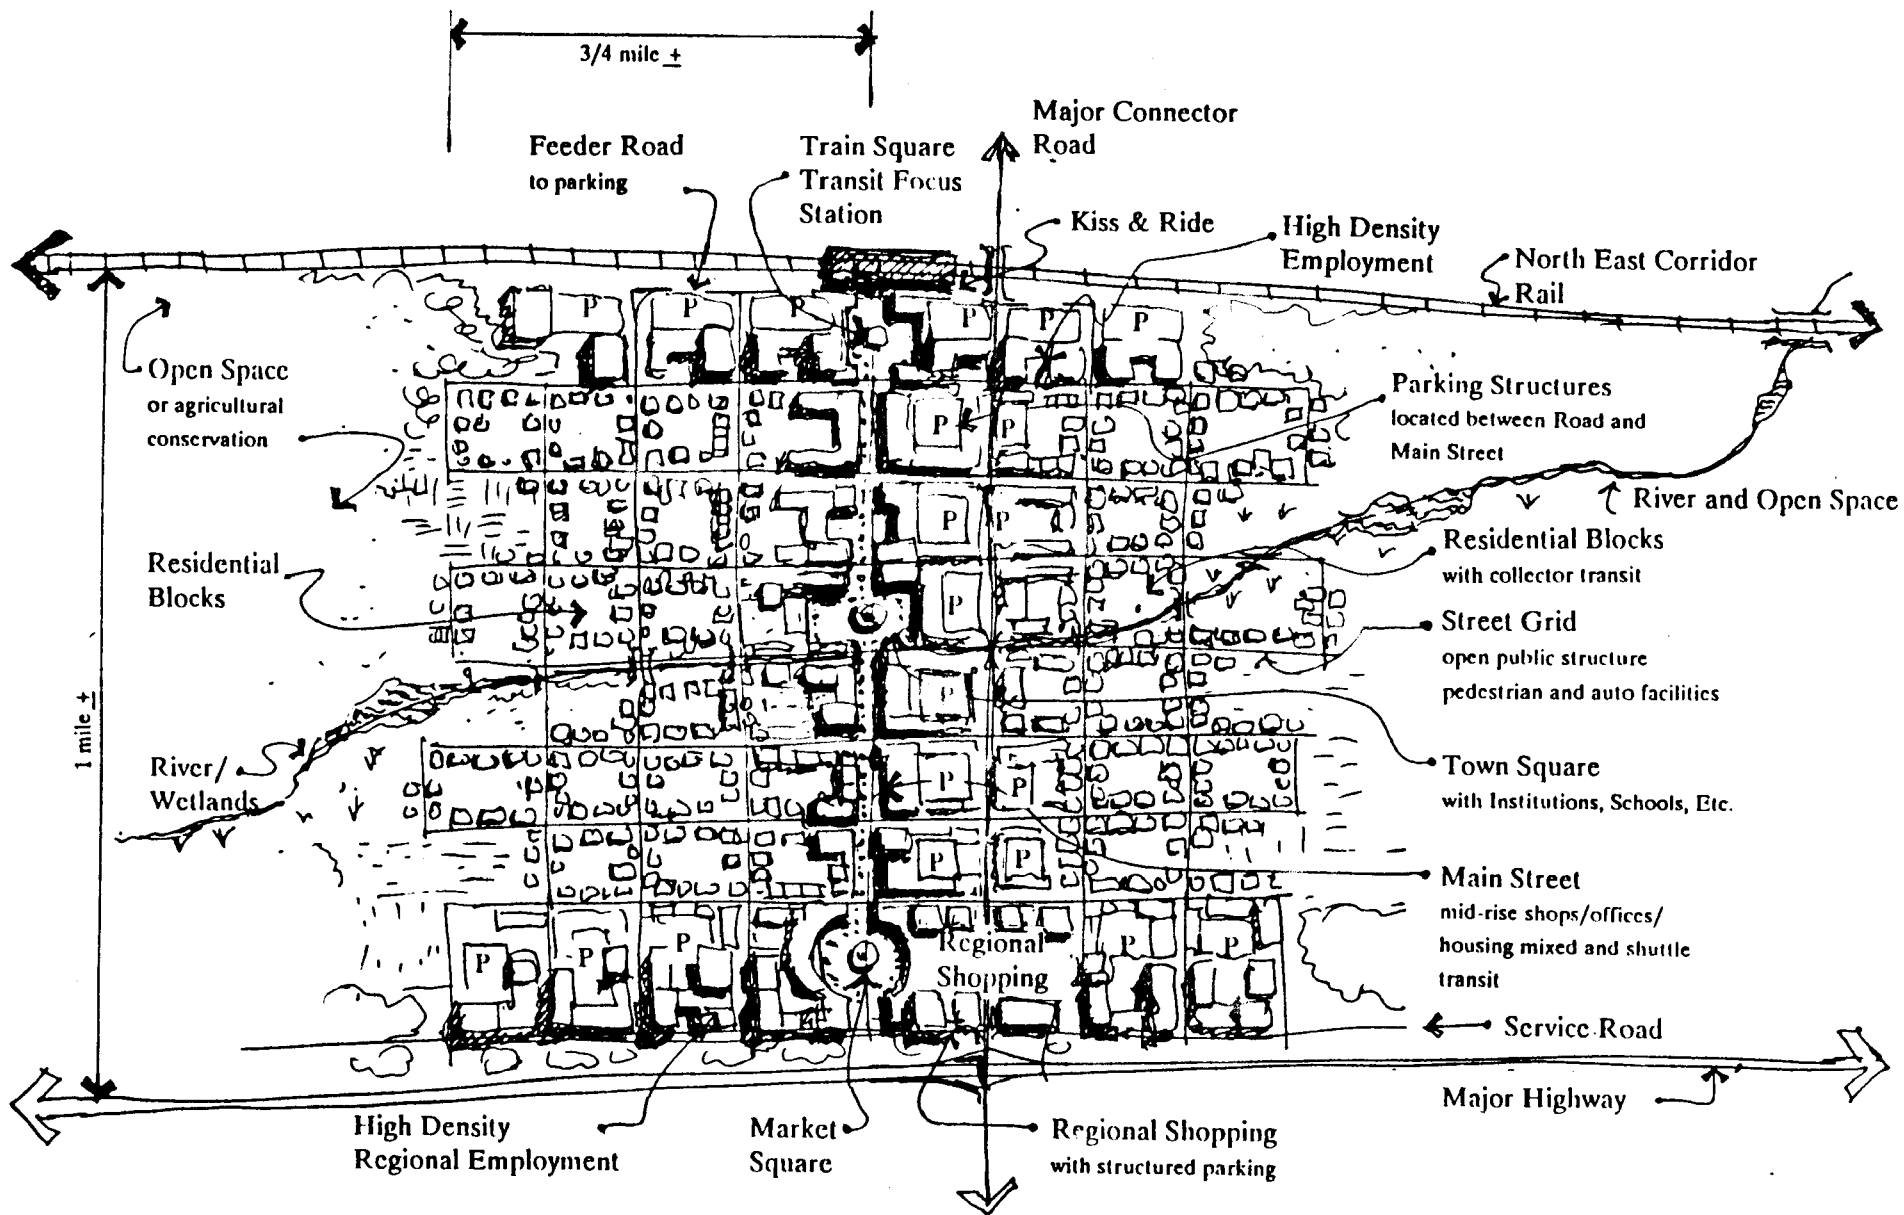 3/4 mile ±
Major Connector
Road
Feeder Road
to parking
Train Square
Transit Focus
Station
Kiss & Ride
High Density
Employment
North East Corridor
Rail
Open Space
or agricultural
conservation
Parking Structures
located between Road and
Main Street
River and Open Space
Residential
Blocks
Residential Blocks
with collector transit
Street Grid
open public structure
pedestrian and auto facilities
1 mile ±
River/
Wetlands
Town Square
with Institutions, Schools, Etc.
Main Street
mid-rise shops/offices/
housing mixed and shuttle
transit
Regional
Shopping
Service Road
Major Highway
High Density
Regional Employment
Market
Square
Regional Shopping
with structured parking
P P P P P P
P P
P P
P
P
P P
P P
P P P P P